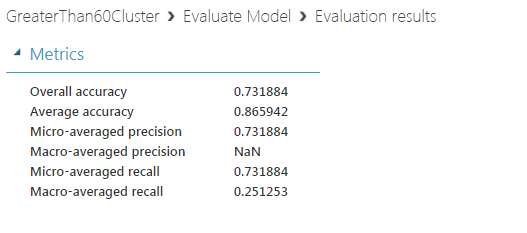 GreaterThan60Cluster › Evaluate Model › Evaluation results
Metrics
Overall accuracy 0.731884
Average accuracy 0.865942
Micro-averaged precision 0.731884
Macro-averaged precision NaN
Micro-averaged recall 0.731884
Macro-averaged recall 0.251253